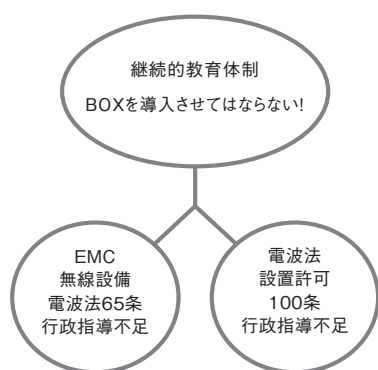 継続的教育体制
BOXを導入させてはならない!
EMC
無線設備
電波法65条
行政指導不足
電波法
設置許可
100条
行政指導不足